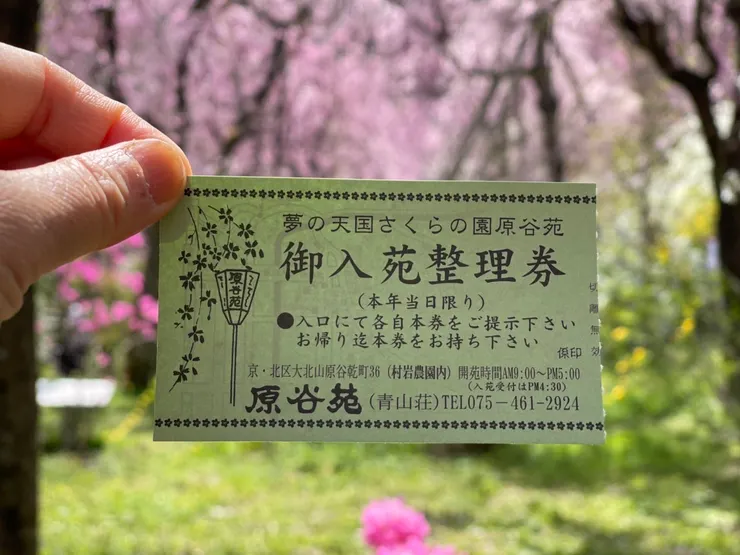 夢の天国さくらの園原谷苑
御入苑整理券
(本年当日限り)
●入口にて各自本券をご提示下さい
お帰り迄本券をお持ち下さい
係印
切離無効
京・北区大北山原谷乾町36(村岩農園内)開苑時間AM9:00〜PM5:00
(入苑受付はPM4:30)
原谷苑(青山荘)TEL075-461-2924
原谷苑